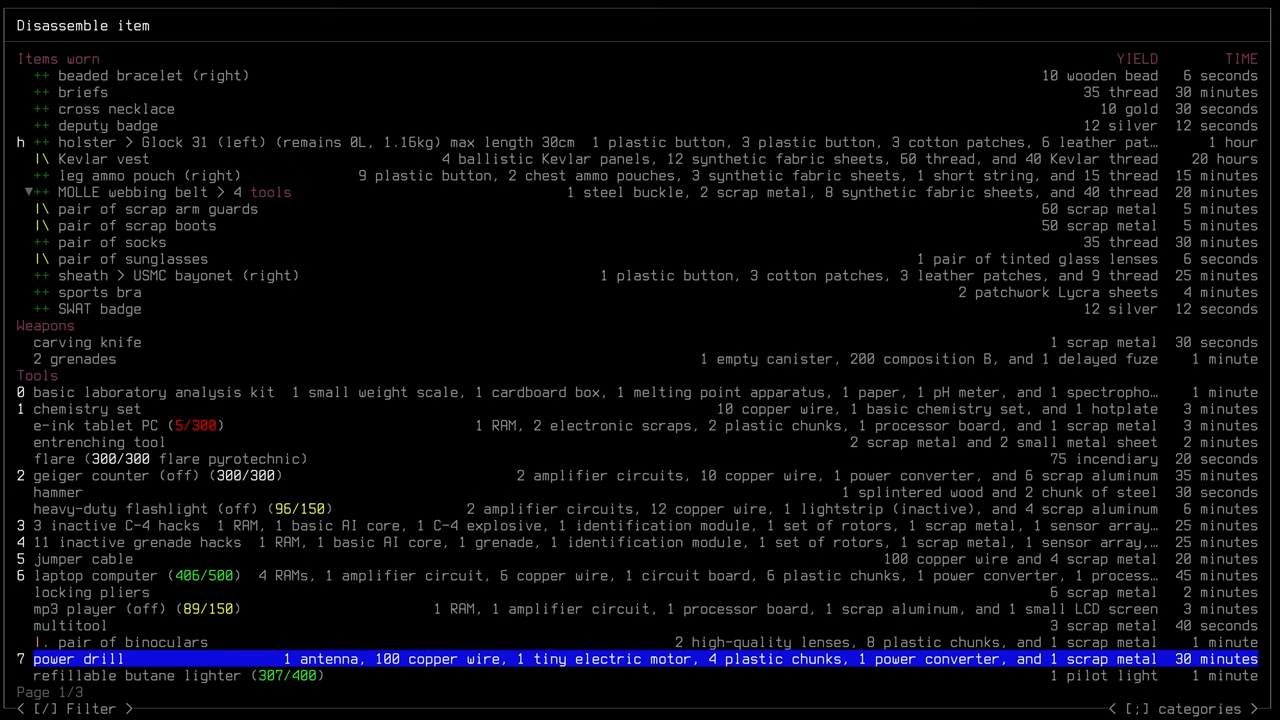 Disassemble item
Items worn YIELD TIME
++ beaded bracelet (right) 10 wooden bead 6 seconds
++ briefs 35 thread 30 minutes
++ cross necklace 10 gold 30 seconds
++ deputy badge 12 silver 12 seconds
h ++ holster > Glock 31 (left) (remains 0L, 1.16kg) max length 30cm 1 plastic button, 3 plastic button, 3 cotton patches, 6 leather pat… 1 hour
|\ Kevlar vest 4 ballistic Kevlar panels, 12 synthetic fabric sheets, 60 thread, and 40 Kevlar thread 20 hours
++ leg ammo pouch (right) 9 plastic button, 2 chest ammo pouches, 3 synthetic fabric sheets, 1 short string, and 15 thread 15 minutes
▼++ MOLLE webbing belt > 4 tools 1 steel buckle, 2 scrap metal, 8 synthetic fabric sheets, and 40 thread 20 minutes
|\ pair of scrap arm guards 60 scrap metal 5 minutes
|\ pair of scrap boots 50 scrap metal 5 minutes
++ pair of socks 35 thread 30 minutes
|\ pair of sunglasses 1 pair of tinted glass lenses 6 seconds
++ sheath > USMC bayonet (right) 1 plastic button, 3 cotton patches, 3 leather patches, and 9 thread 25 minutes
++ sports bra 2 patchwork Lycra sheets 4 minutes
++ SWAT badge 12 silver 12 seconds
Weapons
carving knife 1 scrap metal 30 seconds
2 grenades 1 empty canister, 200 composition B, and 1 delayed fuze 1 minute
Tools
0 basic laboratory analysis kit 1 small weight scale, 1 cardboard box, 1 melting point apparatus, 1 paper, 1 pH meter, and 1 spectropho… 1 minute
1 chemistry set 10 copper wire, 1 basic chemistry set, and 1 hotplate 3 minutes
e-ink tablet PC (5/300) 1 RAM, 2 electronic scraps, 2 plastic chunks, 1 processor board, and 1 scrap metal 3 minutes
entrenching tool 2 scrap metal and 2 small metal sheet 2 minutes
flare (300/300 flare pyrotechnic) 75 incendiary 20 seconds
2 geiger counter (off) (300/300) 2 amplifier circuits, 10 copper wire, 1 power converter, and 6 scrap aluminum 35 minutes
hammer 1 splintered wood and 2 chunk of steel 30 seconds
heavy-duty flashlight (off) (96/150) 2 amplifier circuits, 12 copper wire, 1 lightstrip (inactive), and 4 scrap aluminum 6 minutes
3 3 inactive C-4 hacks 1 RAM, 1 basic AI core, 1 C-4 explosive, 1 identification module, 1 set of rotors, 1 scrap metal, 1 sensor array… 25 minutes
4 11 inactive grenade hacks 1 RAM, 1 basic AI core, 1 grenade, 1 identification module, 1 set of rotors, 1 scrap metal, 1 sensor array,… 25 minutes
5 jumper cable 100 copper wire and 4 scrap metal 20 minutes
6 laptop computer (406/500) 4 RAMs, 1 amplifier circuit, 6 copper wire, 1 circuit board, 6 plastic chunks, 1 power converter, 1 process… 45 minutes
locking pliers 6 scrap metal 2 minutes
mp3 player (off) (89/150) 1 RAM, 1 amplifier circuit, 1 processor board, 1 scrap aluminum, and 1 small LCD screen 3 minutes
multitool 3 scrap metal 40 seconds
|. pair of binoculars 2 high-quality lenses, 8 plastic chunks, and 1 scrap metal 1 minute
7 power drill 1 antenna, 100 copper wire, 1 tiny electric motor, 4 plastic chunks, 1 power converter, and 1 scrap metal 30 minutes
refillable butane lighter (307/400) 1 pilot light 1 minute
Page 1/3
< [/] Filter > < [;] categories >